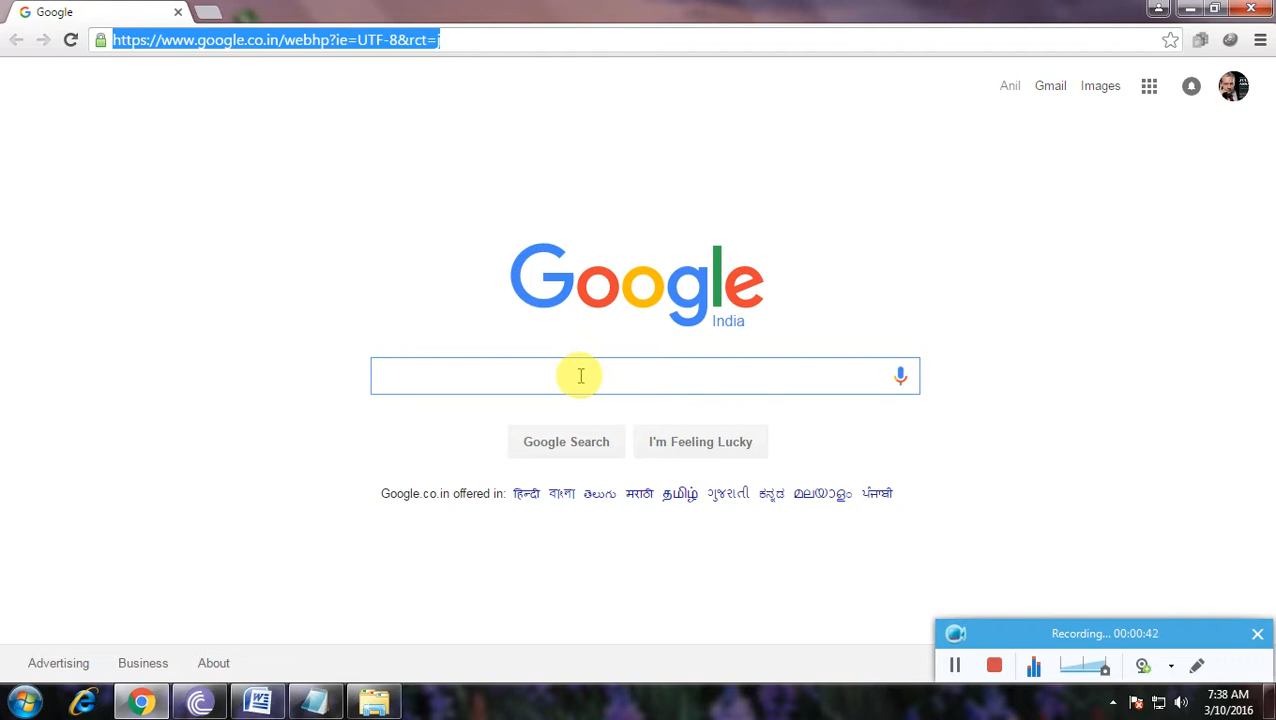 Google
https://www.google.co.in/webhp?ie=UTF-8&rct=j
Anil Gmail Images
Google
India
Google Search I'm Feeling Lucky
Google.co.in offered in: हिन्दी বাংলা తెలుగు मराठी தமிழ் ગુજરાતી ಕನ್ನಡ മലയാളം ਪੰਜਾਬੀ
Recording... 00:00:42
Advertising Business About
7:38 AM
3/10/2016